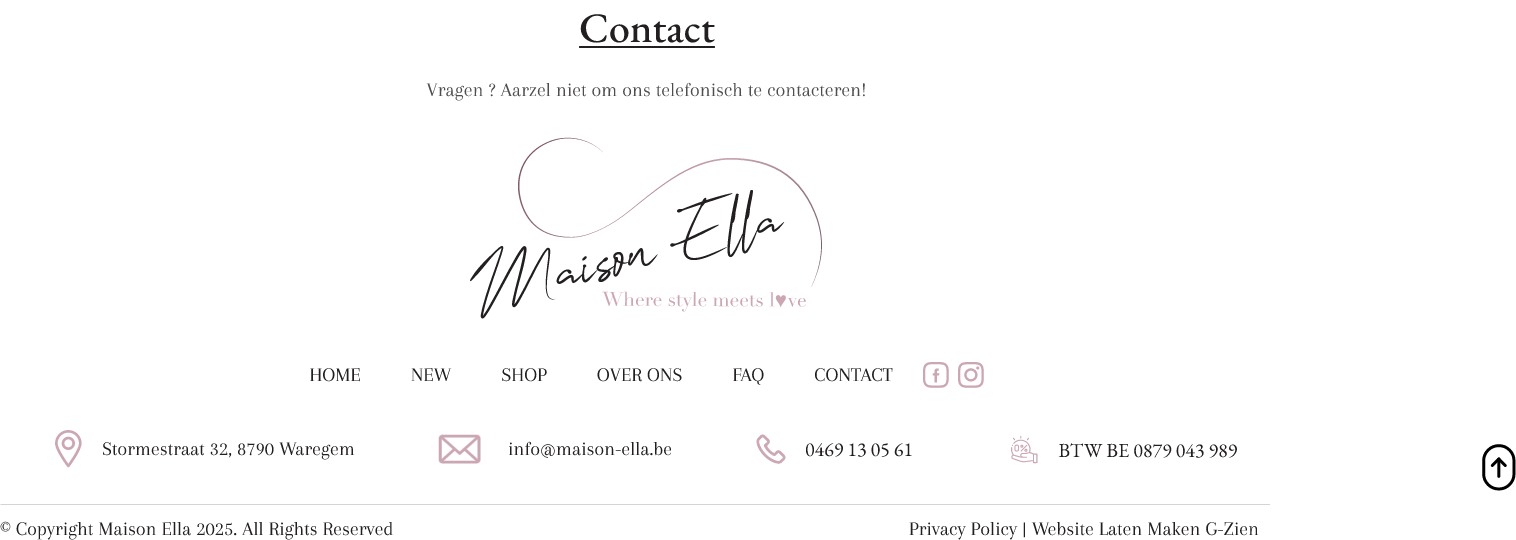 Contact
Vragen ? Aarzel niet om ons telefonisch te contacteren!
Maison Ella
Where style meets l♥ve
HOME NEW SHOP OVER ONS FAQ CONTACT
Stormestraat 32, 8790 Waregem info@maison-ella.be 0469 13 05 61 0% BTW BE 0879 043 989
© Copyright Maison Ella 2025. All Rights Reserved Privacy Policy | Website Laten Maken G-Zien